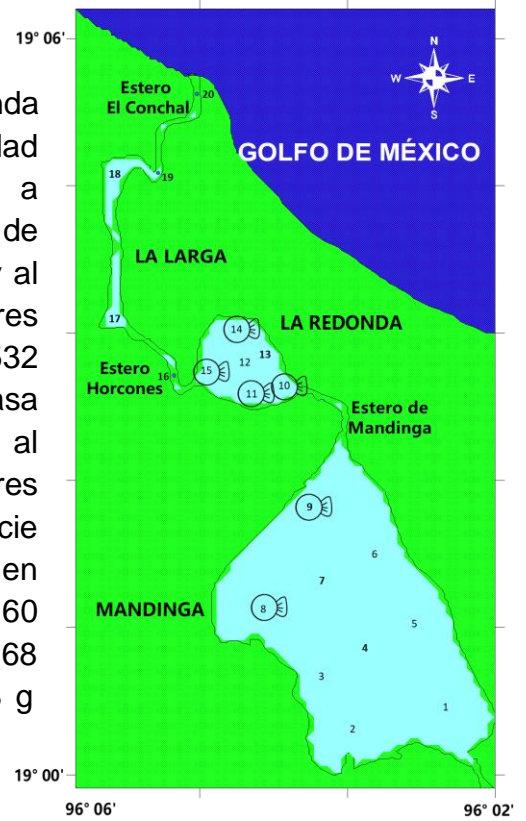 nda
dad
a
de
y al
res
632
asa
al
res
cie
en
60
68
g
19° 06'
N
W
E
S
Estero
El Conchal
20
GOLFO DE MÉXICO
18
19
LA LARGA
17
LA REDONDA
14
13
12
15
16
Estero
Horcones
11
10
Estero de
Mandinga
9
6
7
MANDINGA
8
5
4
3
1
2
19° 00'
96° 06'
96° 02'